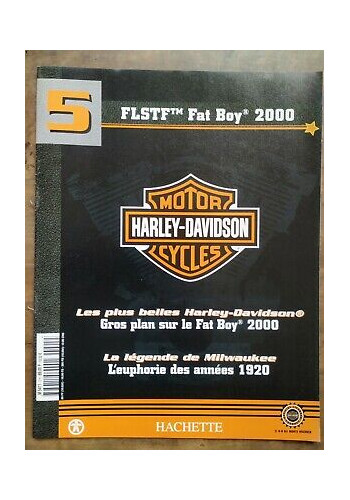 5
FLSTF™ Fat Boy® 2000
MOTOR
HARLEY-DAVIDSON
CYCLES
Les plus belles Harley-Davidson®
Gros plan sur le Fat Boy® 2000
La légende de Milwaukee
L'euphorie des années 1920
HACHETTE